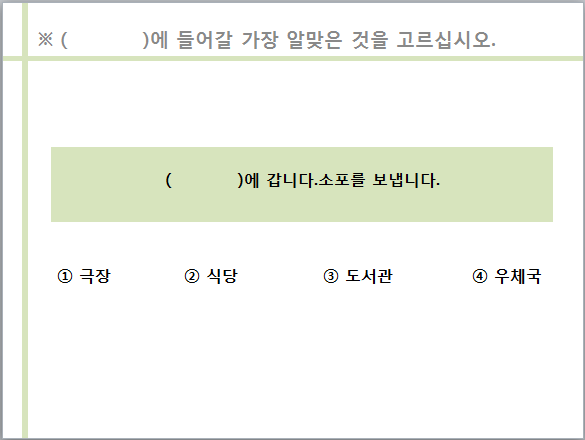 ※ (          )에 들어갈 가장 알맞은 것을 고르십시오.
(          )에 갑니다.소포를 보냅니다.
① 극장 ② 식당 ③ 도서관 ④ 우체국